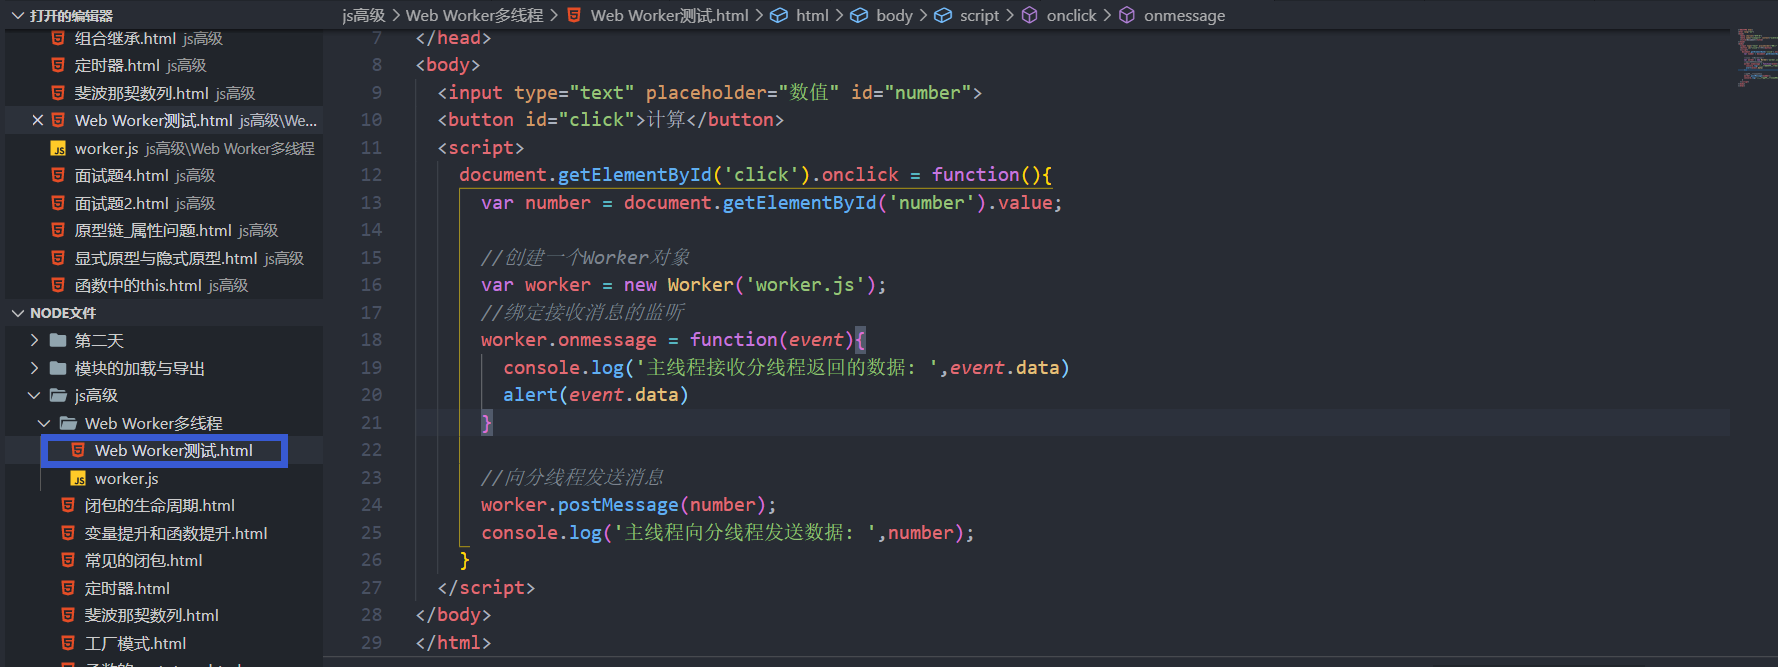 打开的编辑器
组合继承.html js高级
定时器.html js高级
斐波那契数列.html js高级
Web Worker测试.html js高级\We...
worker.js js高级\Web Worker多线程
面试题4.html js高级
面试题2.html js高级
原型链_属性问题.html js高级
显式原型与隐式原型.html js高级
函数中的this.html js高级
NODE文件
第二天
模块的加载与导出
js高级
Web Worker多线程
Web Worker测试.html
worker.js
闭包的生命周期.html
变量提升和函数提升.html
常见的闭包.html
定时器.html
斐波那契数列.html
工厂模式.html
js高级 > Web Worker多线程 > Web Worker测试.html > html > body > script > onclick > onmessage
7 </head>
8 <body>
9 <input type="text" placeholder="数值" id="number">
10 <button id="click">计算</button>
11 <script>
12 document.getElementById('click').onclick = function(){
13 var number = document.getElementById('number').value;
14
15 //创建一个Worker对象
16 var worker = new Worker('worker.js');
17 //绑定接收消息的监听
18 worker.onmessage = function(event){
19 console.log('主线程接收分线程返回的数据: ',event.data)
20 alert(event.data)
21 }
22
23 //向分线程发送消息
24 worker.postMessage(number);
25 console.log('主线程向分线程发送数据: ',number);
26 }
27 </script>
28 </body>
29 </html>